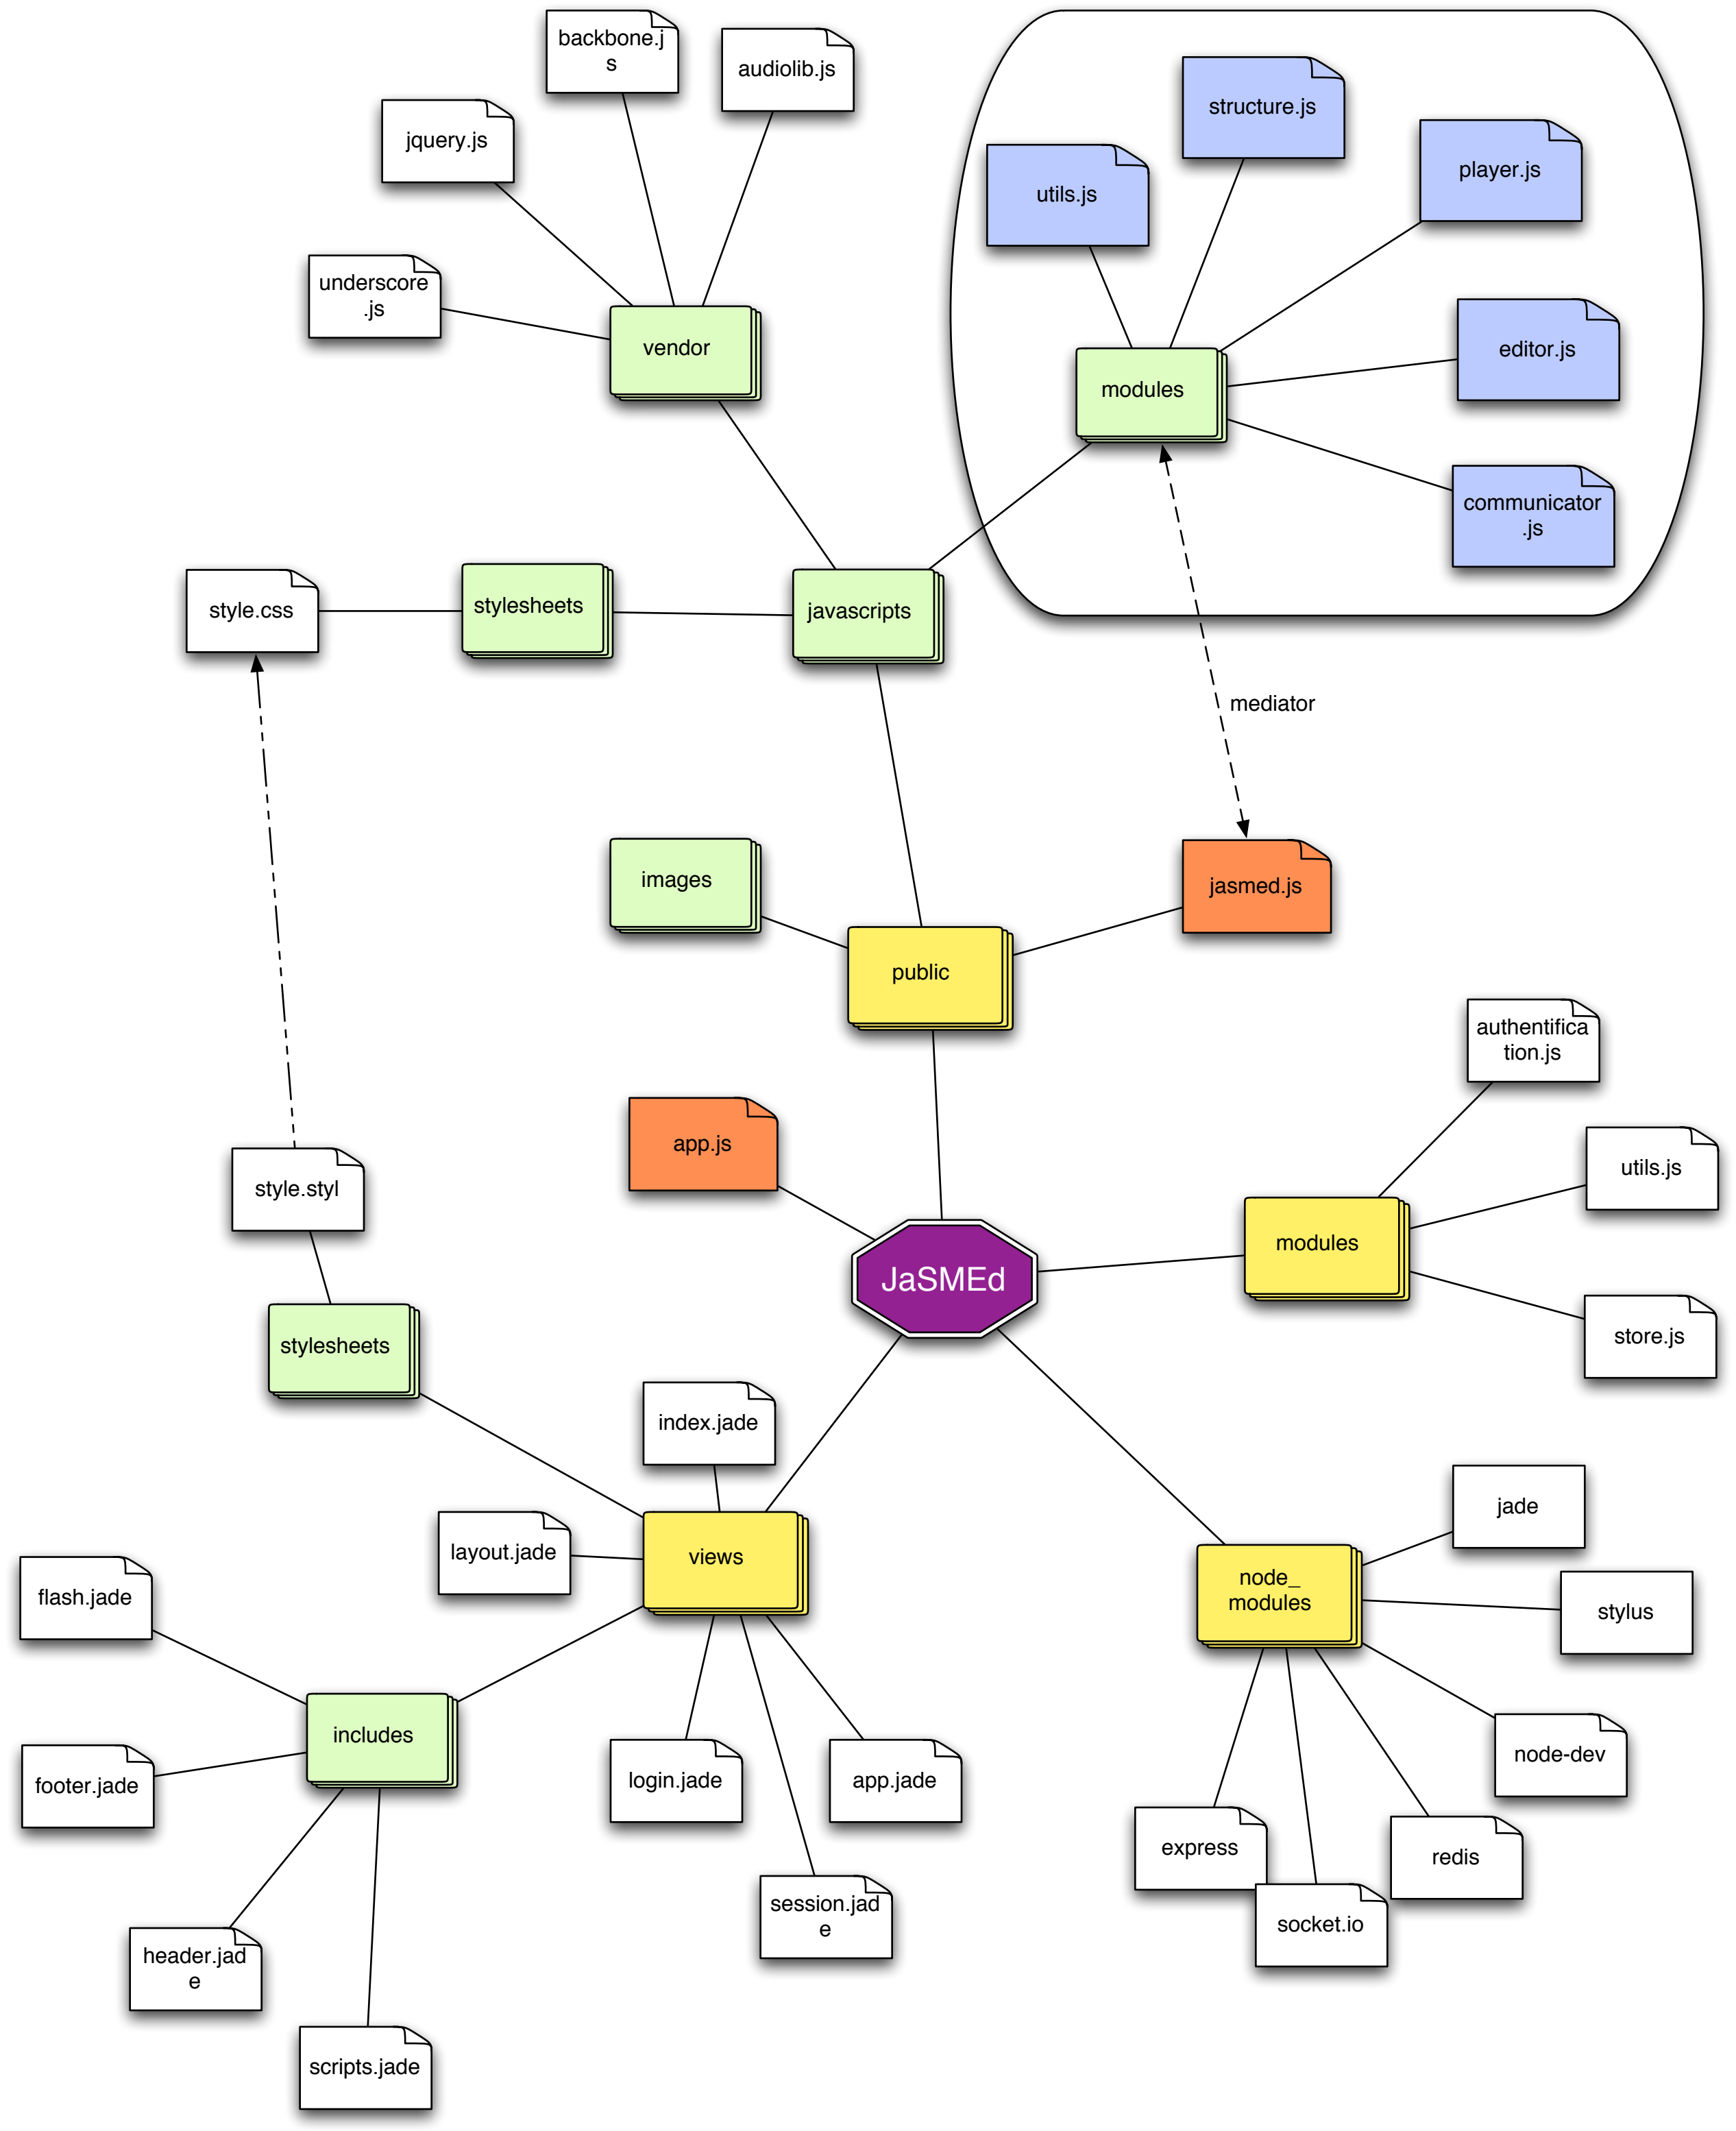 backbone.j
s
audiolib.js
structure.js
jquery.js
player.js
utils.js
underscore
.js
vendor
editor.js
modules
communicator
.js
style.css
stylesheets
javascripts
mediator
images
jasmed.js
public
authentifica
tion.js
app.js
utils.js
style.styl
modules
JaSMEd
stylesheets
store.js
index.jade
jade
layout.jade
views
node_
modules
stylus
flash.jade
includes
node-dev
footer.jade
login.jade
app.jade
express
redis
session.jad
e
socket.io
header.jad
e
scripts.jade